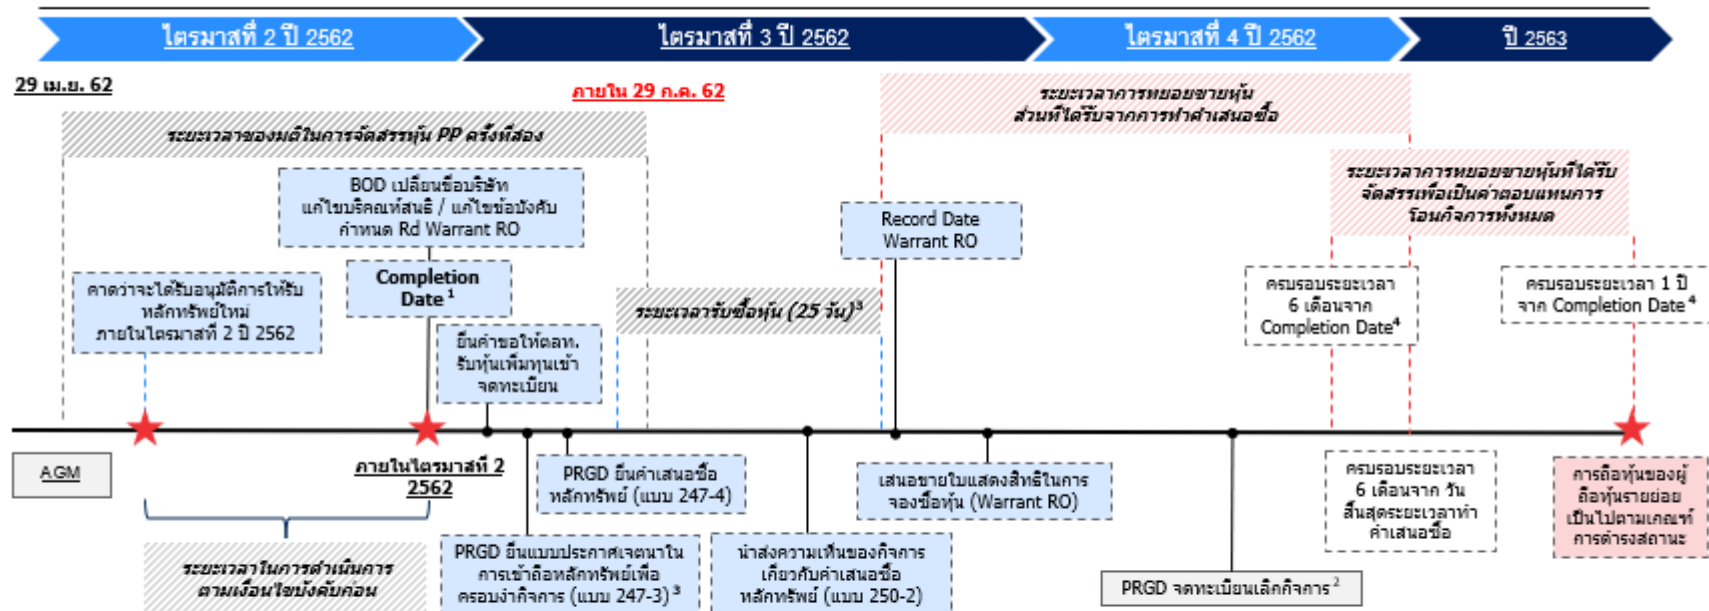 ไตรมาสที่ 2 ปี 2562
ไตรมาสที่ 3 ปี 2562
ไตรมาสที่ 4 ปี 2562
ปี 2563
29 เม.ย. 62
ภายใน 29 ก.ค. 62
ระยะเวลาของมติในการจัดสรรหุ้น PP ครั้งที่สอง
ระยะเวลาการทยอยขายหุ้น
ส่วนที่ได้รับจากการทำคำเสนอซื้อ
ระยะเวลาการทยอยขายหุ้นที่ได้รับ
จัดสรรเพื่อเป็นค่าตอบแทนการ
โอนกิจการทั้งหมด
BOD เปลี่ยนชื่อบริษัท
แก้ไขบริคณห์สนธิ / แก้ไขข้อบังคับ
กำหนด Rd Warrant RO
Record Date
Warrant RO
คาดว่าจะได้รับอนุมัติการให้รับ
หลักทรัพย์ใหม่
ภายในไตรมาสที่ 2 ปี 2562
Completion
Date 1
ยื่นคำขอให้ตลท.
รับหุ้นเพิ่มทุนเข้า
จดทะเบียน
ระยะเวลารับซื้อหุ้น (25 วัน)3
ครบรอบระยะเวลา
6 เดือนจาก
Completion Date4
ครบรอบระยะเวลา 1 ปี
จาก Completion Date4
AGM
ภายในไตรมาสที่ 2
2562
PRGD ยื่นคำเสนอซื้อ
หลักทรัพย์ (แบบ 247-4)
เสนอขายใบแสดงสิทธิในการ
จองซื้อหุ้น (Warrant RO)
ครบรอบระยะเวลา
6 เดือนจาก วัน
สิ้นสุดระยะเวลาทำ
คำเสนอซื้อ
การถือหุ้นของผู้
ถือหุ้นรายย่อย
เป็นไปตามเกณฑ์
การดำรงสถานะ
ระยะเวลาในการดำเนินการ
ตามเงื่อนไขบังคับก่อน
PRGD ยื่นแบบประกาศเจตนาใน
การเข้าถือหลักทรัพย์เพื่อ
ครอบงำกิจการ (แบบ 247-3) 3
นำส่งความเห็นของกิจการ
เกี่ยวกับคำเสนอซื้อ
หลักทรัพย์ (แบบ 250-2)
PRGD จดทะเบียนเลิกกิจการ2